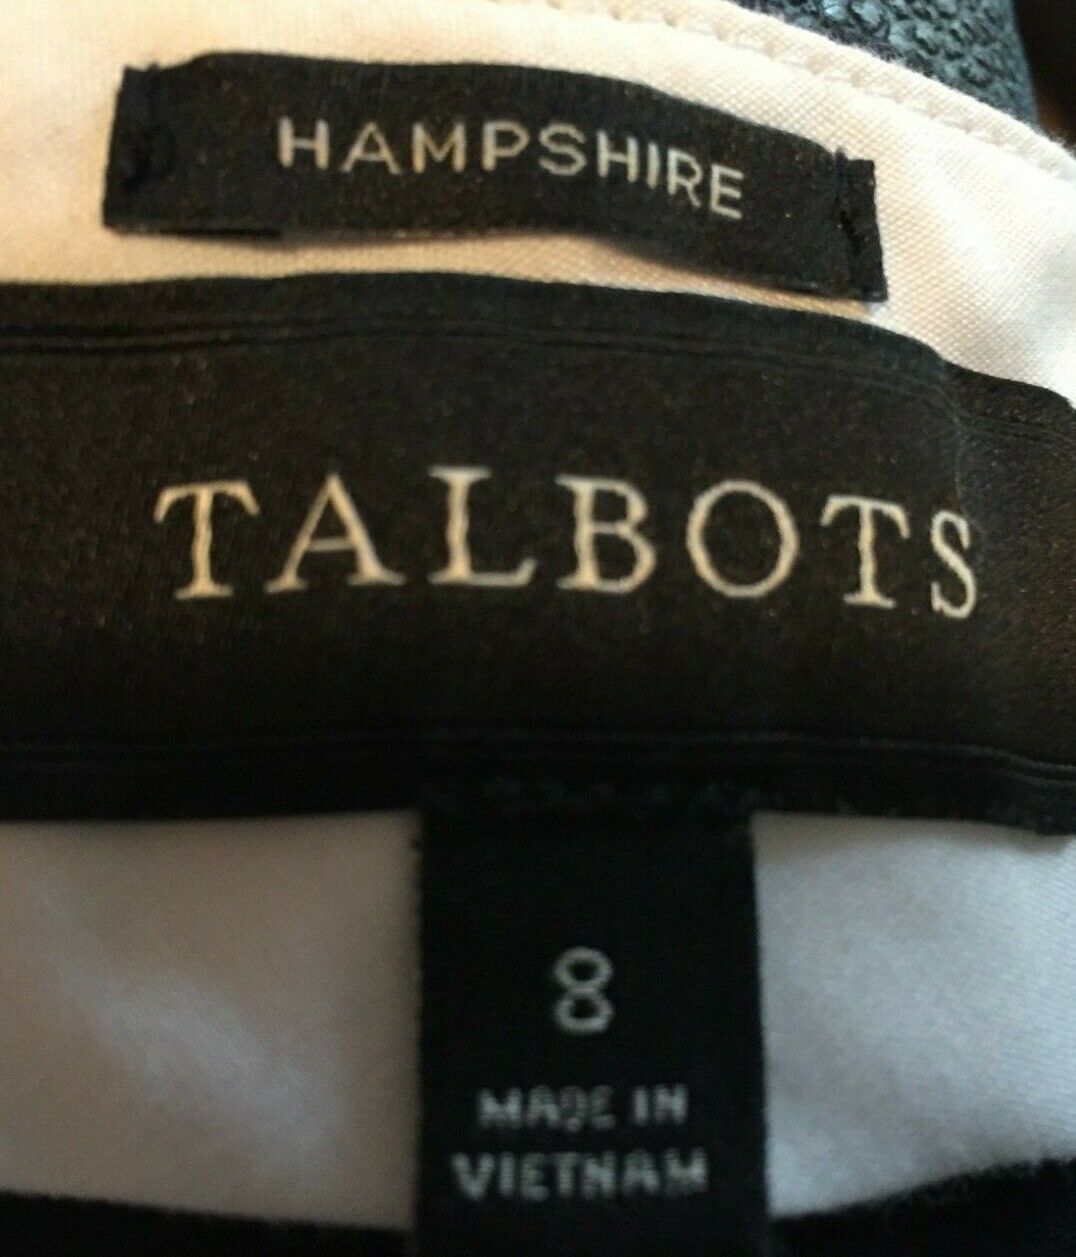 HAMPSHIRE
TALBOTS
8
MADE IN
VIETNAM